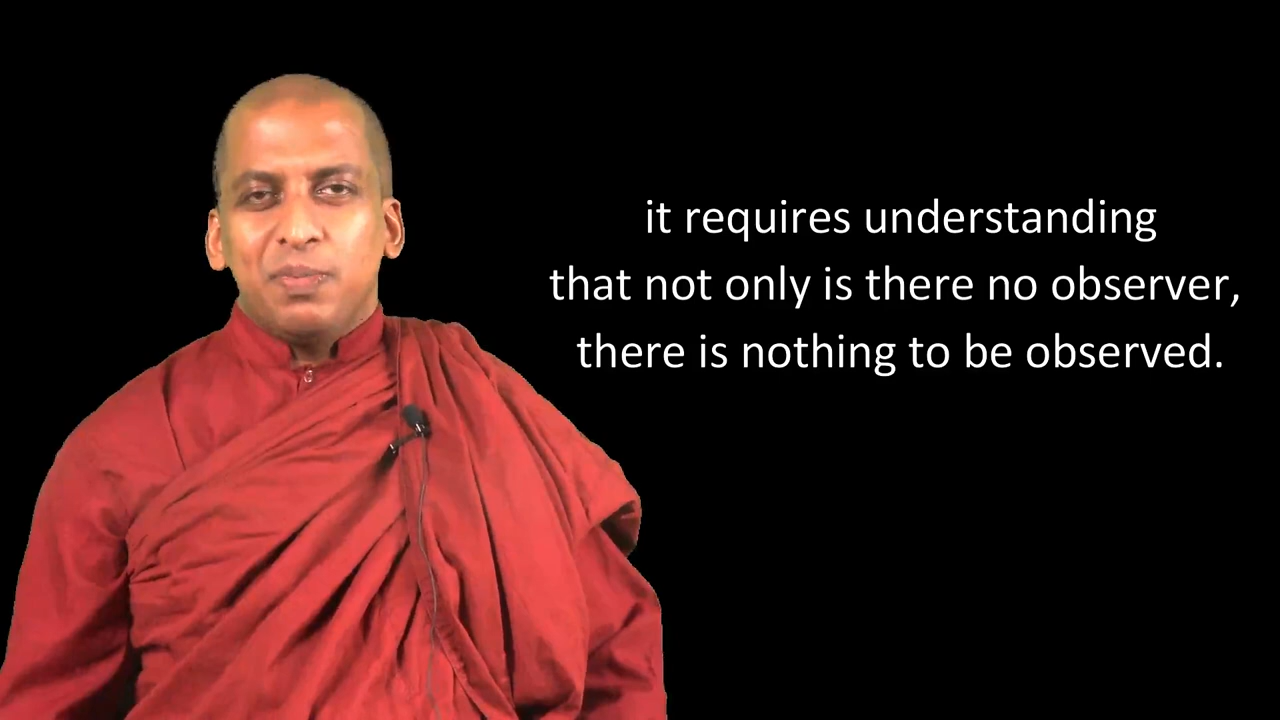 it requires understanding
that not only is there no observer,
there is nothing to be observed.